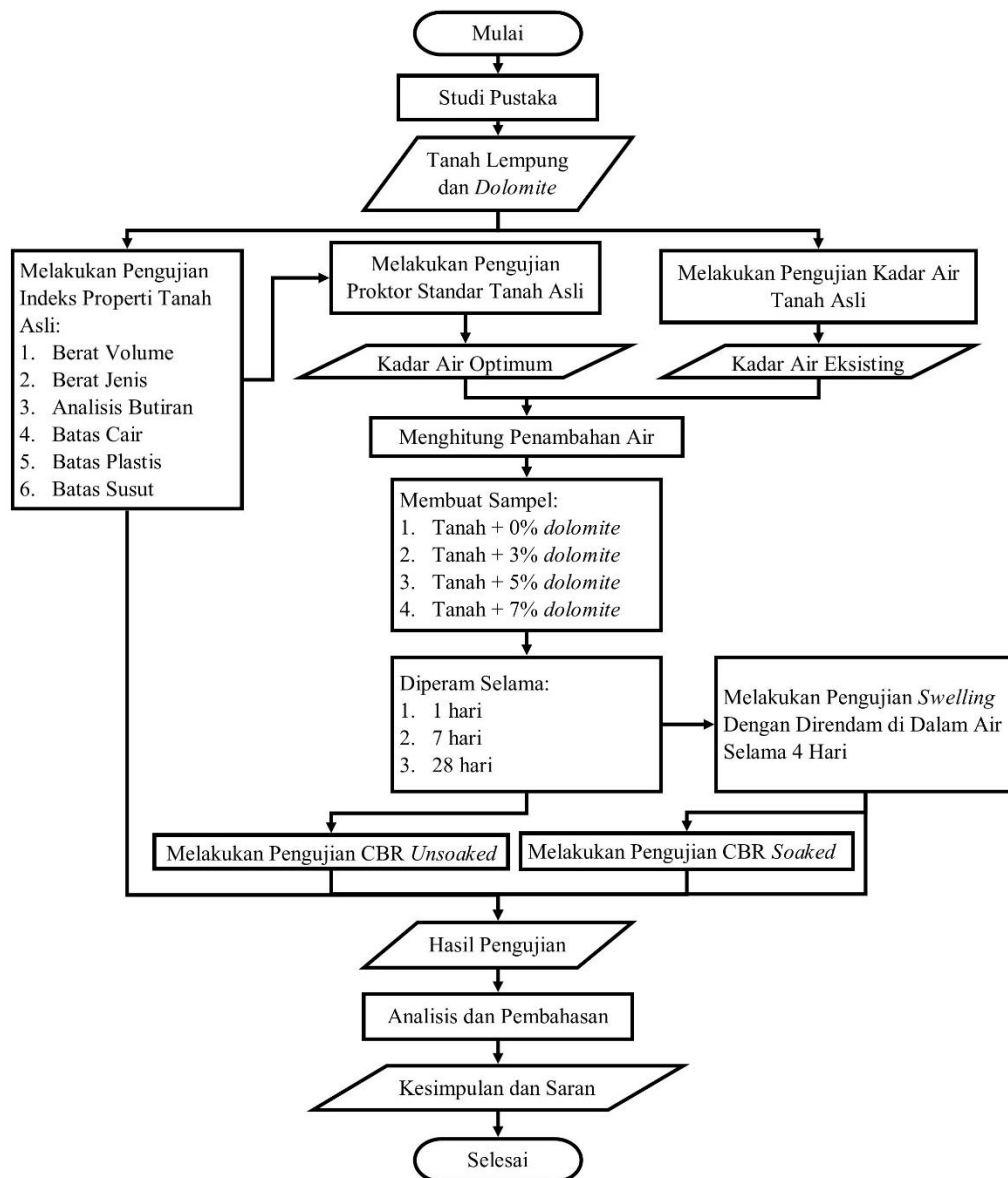 Mulai
Studi Pustaka
Tanah Lempung
dan Dolomite
Melakukan Pengujian
Indeks Properti Tanah
Asli:
1. Berat Volume
2. Berat Jenis
3. Analisis Butiran
4. Batas Cair
5. Batas Plastis
6. Batas Susut
Melakukan Pengujian
Proktor Standar Tanah Asli
Melakukan Pengujian Kadar Air
Tanah Asli
Kadar Air Optimum
Kadar Air Eksisting
Menghitung Penambahan Air
Membuat Sampel:
1. Tanah + 0% dolomite
2. Tanah + 3% dolomite
3. Tanah + 5% dolomite
4. Tanah + 7% dolomite
Diperam Selama:
1. 1 hari
2. 7 hari
3. 28 hari
Melakukan Pengujian Swelling
Dengan Direndam di Dalam Air
Selama 4 Hari
Melakukan Pengujian CBR Unsoaked
Melakukan Pengujian CBR Soaked
Hasil Pengujian
Analisis dan Pembahasan
Kesimpulan dan Saran
Selesai